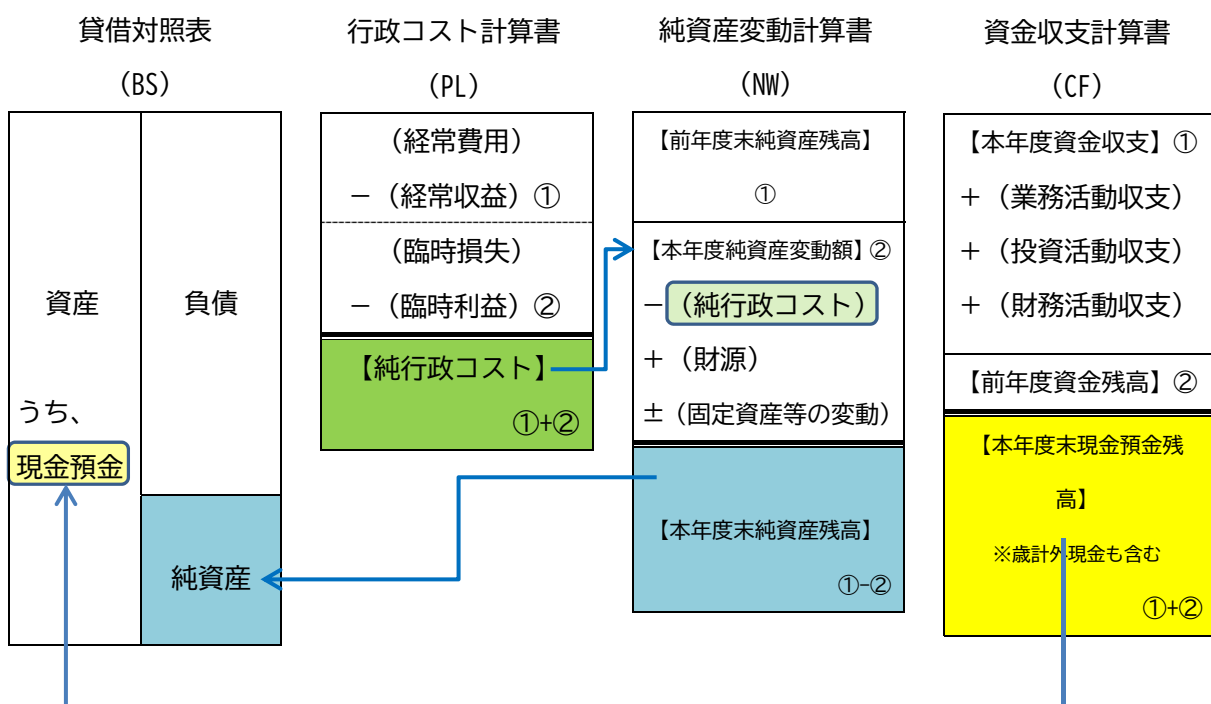 貸借対照表
(BS)
資産
負債
うち、
現金預金
純資産
行政コスト計算書
(PL)
(経常費用)
－(経常収益)①
(臨時損失)
－(臨時利益)②
【純行政コスト】
①+②
純資産変動計算書
(NW)
【前年度末純資産残高】
①
【本年度純資産変動額】②
－(純行政コスト)
＋(財源)
±(固定資産等の変動)
【本年度末純資産残高】
①-②
資金収支計算書
(CF)
【本年度資金収支】①
＋(業務活動収支)
＋(投資活動収支)
＋(財務活動収支)
【前年度資金残高】②
【本年度末現金預金残
高】
※歳計外現金も含む
①+②